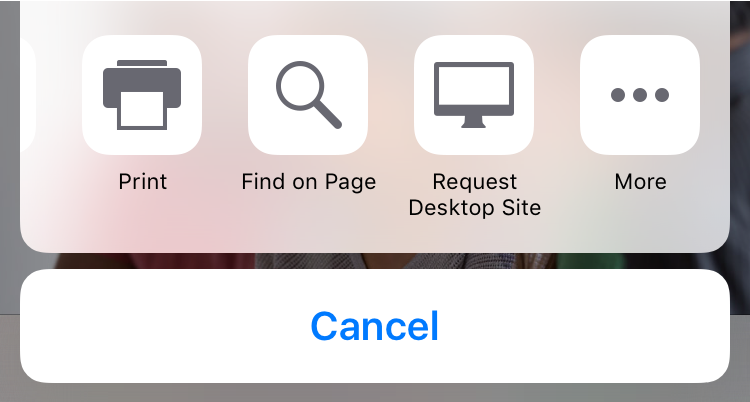 Print
Find on Page
Request
Desktop Site
More
Cancel